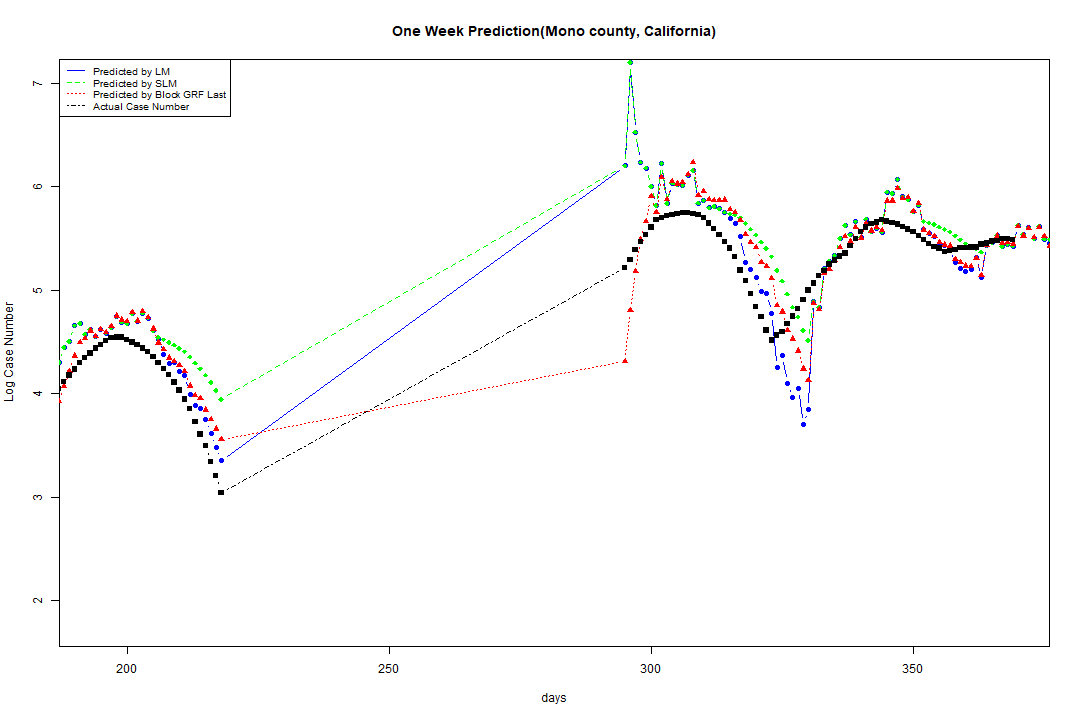 One Week Prediction(Mono county, California)
Predicted by LM
Predicted by SLM
Predicted by Block GRF Last
Actual Case Number
Log Case Number
7
6
5
4
3
2
200
250
300
350
days